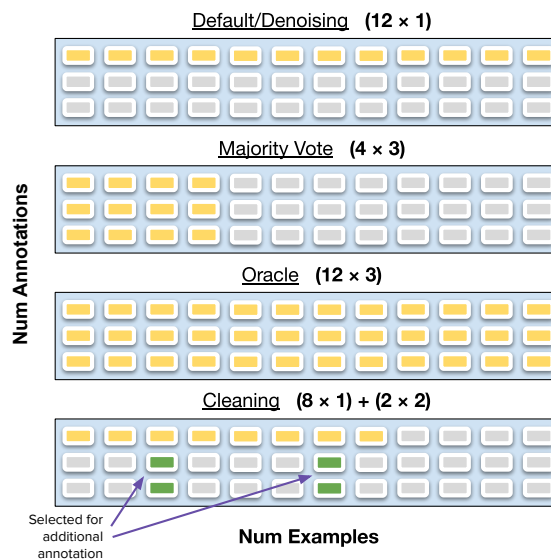 Default/Denoising (12 × 1)
Majority Vote (4 × 3)
Oracle (12 × 3)
Cleaning (8 × 1) + (2 × 2)
Num Annotations
Selected for
additional
annotation
Num Examples